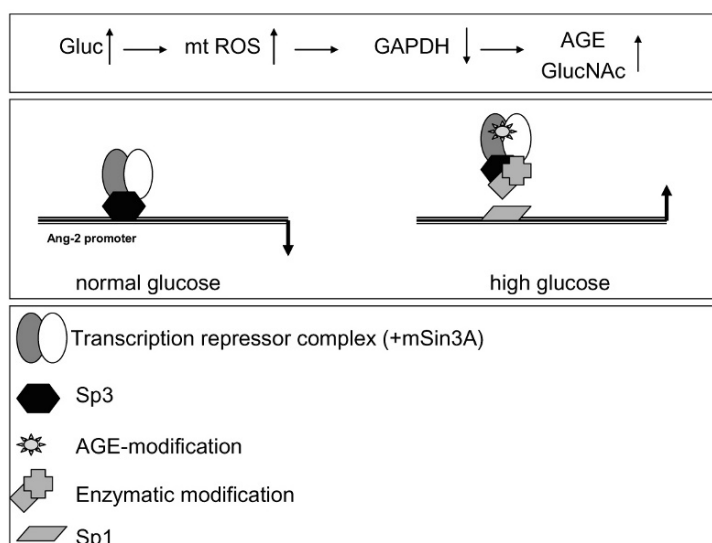 Gluc mt ROS GAPDH AGE
GlucNAc
Ang-2 promoter
normal glucose high glucose
Transcription repressor complex (+mSin3A)
Sp3
AGE-modification
Enzymatic modification
Sp1